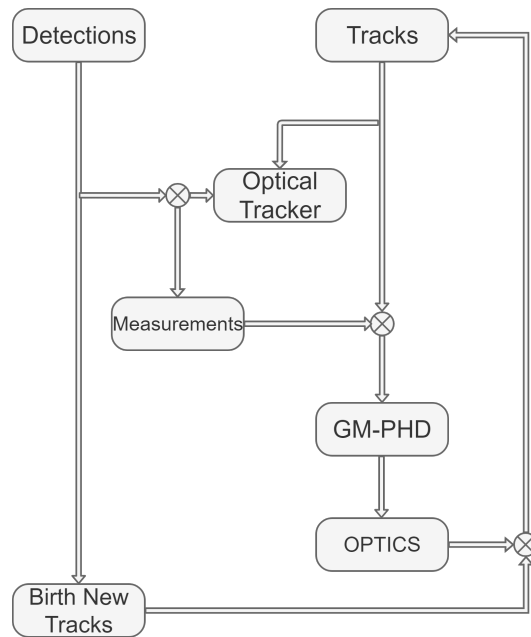 Detections
Tracks
Optical
Tracker
Measurements
GM-PHD
OPTICS
Birth New
Tracks